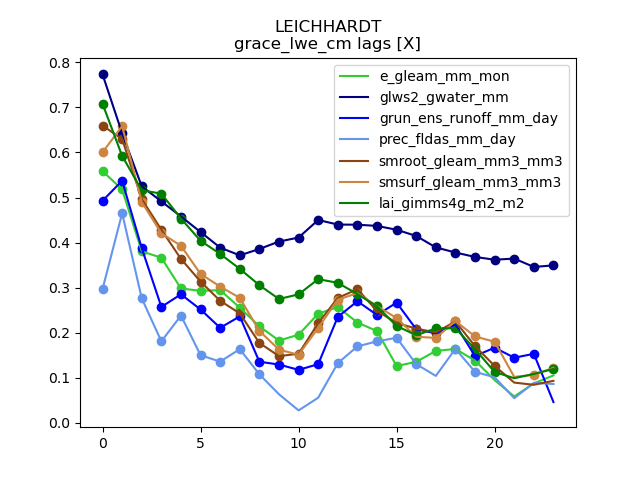 LEICHHARDT
grace_lwe_cm lags [X]
e_gleam_mm_mon
glws2_gwater_mm
grun_ens_runoff_mm_day
prec_fldas_mm_day
smroot_gleam_mm3_mm3
smsurf_gleam_mm3_mm3
lai_gimms4g_m2_m2
0.8
0.7
0.6
0.5
0.4
0.3
0.2
0.1
0.0
0 5 10 15 20